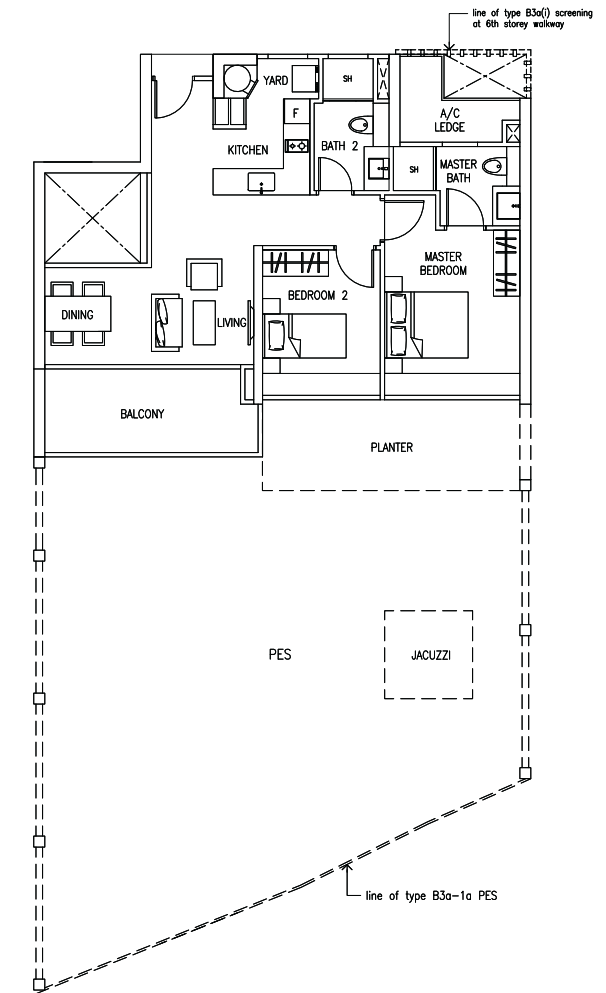 line of type B3a(i) screening
at 6th storey walkway
YARD
SH
A/C
LEDGE
F
KITCHEN
BATH 2
SH
MASTER
BATH
MASTER
BEDROOM
BEDROOM 2
DINING
LIVING
BALCONY
PLANTER
PES
JACUZZI
line of type B3a-1a PES